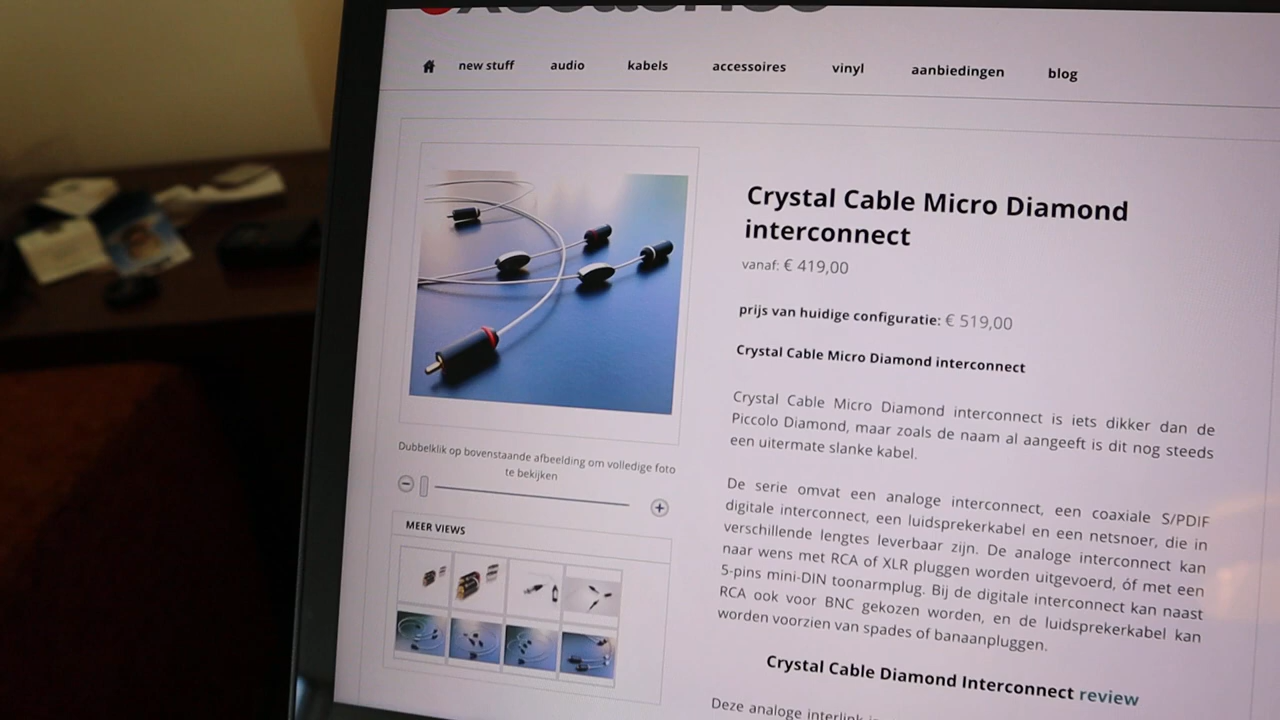 new stuff audio kabels accessoires vinyl aanbiedingen blog
Crystal Cable Micro Diamond
interconnect
vanaf: € 419,00
prijs van huidige configuratie: € 519,00
Crystal Cable Micro Diamond interconnect
Crystal Cable Micro Diamond interconnect is iets dikker dan de
Piccolo Diamond, maar zoals de naam al aangeeft is dit nog steeds
een uitermate slanke kabel.
De serie omvat een analoge interconnect, een coaxiale S/PDIF
digitale interconnect, een luidsprekerkabel en een netsnoer, die in
verschillende lengtes leverbaar zijn. De analoge interconnect kan
naar wens met RCA of XLR pluggen worden uitgevoerd, óf met een
5-pins mini-DIN toonarmplug. Bij de digitale interconnect kan naast
RCA ook voor BNC gekozen worden, en de luidsprekerkabel kan
worden voorzien van spades of banaanpluggen.
Crystal Cable Diamond Interconnect review
Deze analoge interlink
Dubbelklik op bovenstaande afbeelding om volledige foto
te bekijken
MEER VIEWS